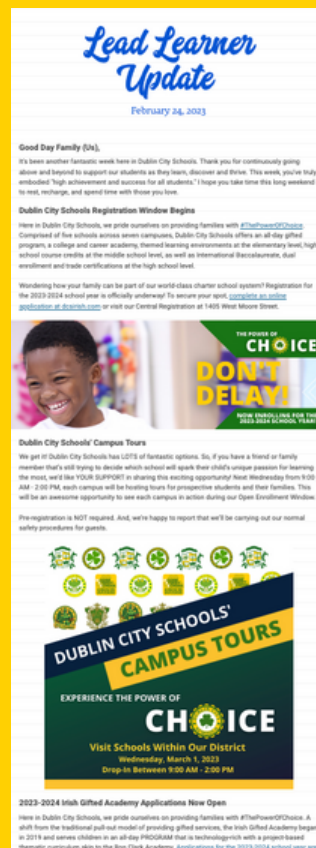 Lead Learner
Update
February 24, 2023
Good Day Family (Us),
It's been another fantastic week here in Dublin City Schools. Thank you for continuously going
above and beyond to support our students as they learn, discover and thrive. This week, you've truly
embodied "high achievement and success for all students." I hope you take time this long weekend
to rest, recharge, and spend time with those you love.
Dublin City Schools Registration Window Begins
Here in Dublin City Schools, we pride ourselves on providing families with #ThePowerOfChoice.
Comprised of five schools across seven campuses, Dublin City Schools offers an all-day gifted
program, a college and career academy, themed learning environments at the elementary level, high
school course credits at the middle school level, as well as International Baccalaureate, dual
enrollment and trade certifications at the high school level.
Wondering how your family can be part of our world-class charter school system? Registration for
the 2023-2024 school year is officially underway! To secure your spot, complete an online
application at dcsirish.com or visit our Central Registration at 1405 West Moore Street.
THE POWER OF
CHOICE
DON'T
DELAY!
NOW ENROLLING FOR THE
2023-2024 SCHOOL YEAR!
Dublin City Schools' Campus Tours
We get it! Dublin City Schools has LOTS of fantastic options. So, if you have a friend or family
member that's still trying to decide which school will spark their child's unique passion for learning
the most, we'd like YOUR SUPPORT in sharing this exciting opportunity! Next Wednesday from 9:00
AM - 2:00 PM, each campus will be hosting tours for prospective students and their families. This
will be an awesome opportunity to see each campus in action during our Open Enrollment Window.
Pre-registration is NOT required. And, we're happy to report that we'll be carrying out our normal
safety procedures for guests.
DUBLIN CITY SCHOOLS'
CAMPUS TOURS
EXPERIENCE THE POWER OF
CHOICE
Visit Schools Within Our District
Wednesday, March 1, 2023
Drop-In Between 9:00 AM - 2:00 PM
2023-2024 Irish Gifted Academy Applications Now Open
Here in Dublin City Schools, we pride ourselves on providing families with #ThePowerOfChoice. A
shift from the traditional pull-out model of providing gifted services, the Irish Gifted Academy began
in 2019 and serves children in an all-day PROGRAM that is technology-rich with a project-based
thematic curriculum akin to the Ron Clark Academy. Applications for the 2023-2024 school year are